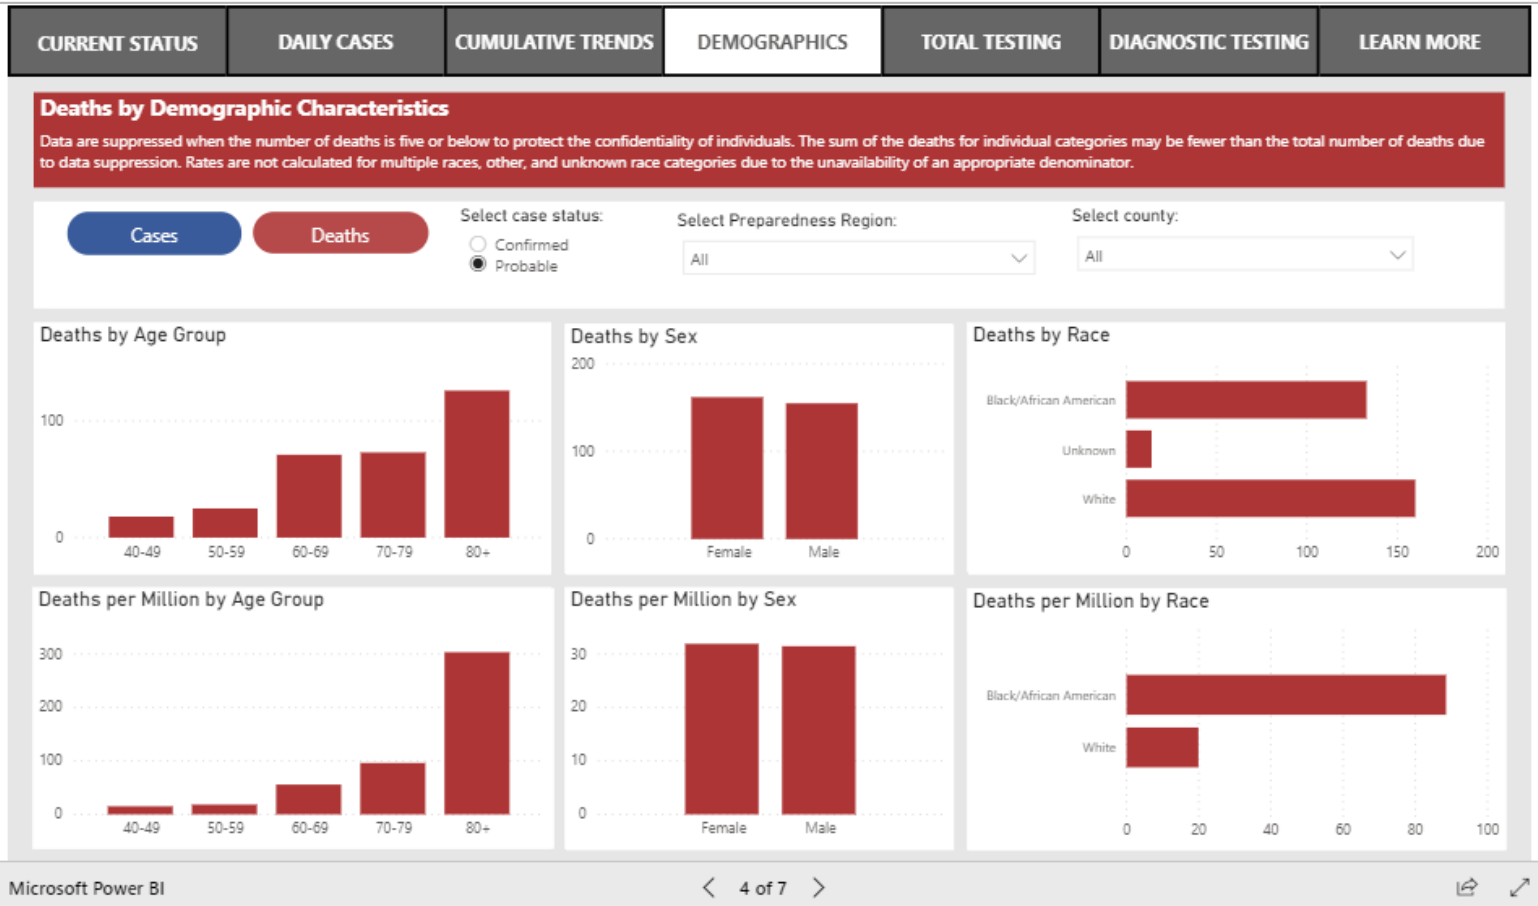 CURRENT STATUS
DAILY CASES
CUMULATIVE TRENDS
DEMOGRAPHICS
TOTAL TESTING
DIAGNOSTIC TESTING
LEARN MORE
Deaths by Demographic Characteristics
Data are suppressed when the number of deaths is five or below to protect the confidentiality of individuals. The sum of the deaths for individual categories may be fewer than the total number of deaths due
to data suppression. Rates are not calculated for multiple races, other, and unknown race categories due to the unavailability of an appropriate denominator.
Cases
Deaths
Select case status:
Confirmed
Probable
Select Preparedness Region:
All
Select county:
All
Deaths by Age Group
100
0
40-49
50-59
60-69
70-79
80+
Deaths by Sex
200
100
0
Female
Male
Deaths by Race
Black/African American
Unknown
White
0
50
100
150
200
Deaths per Million by Age Group
300
200
100
0
40-49
50-59
60-69
70-79
80+
Deaths per Million by Sex
30
20
10
0
Female
Male
Deaths per Million by Race
Black/African American
White
0
20
40
60
80
100
Microsoft Power BI
4 of 7